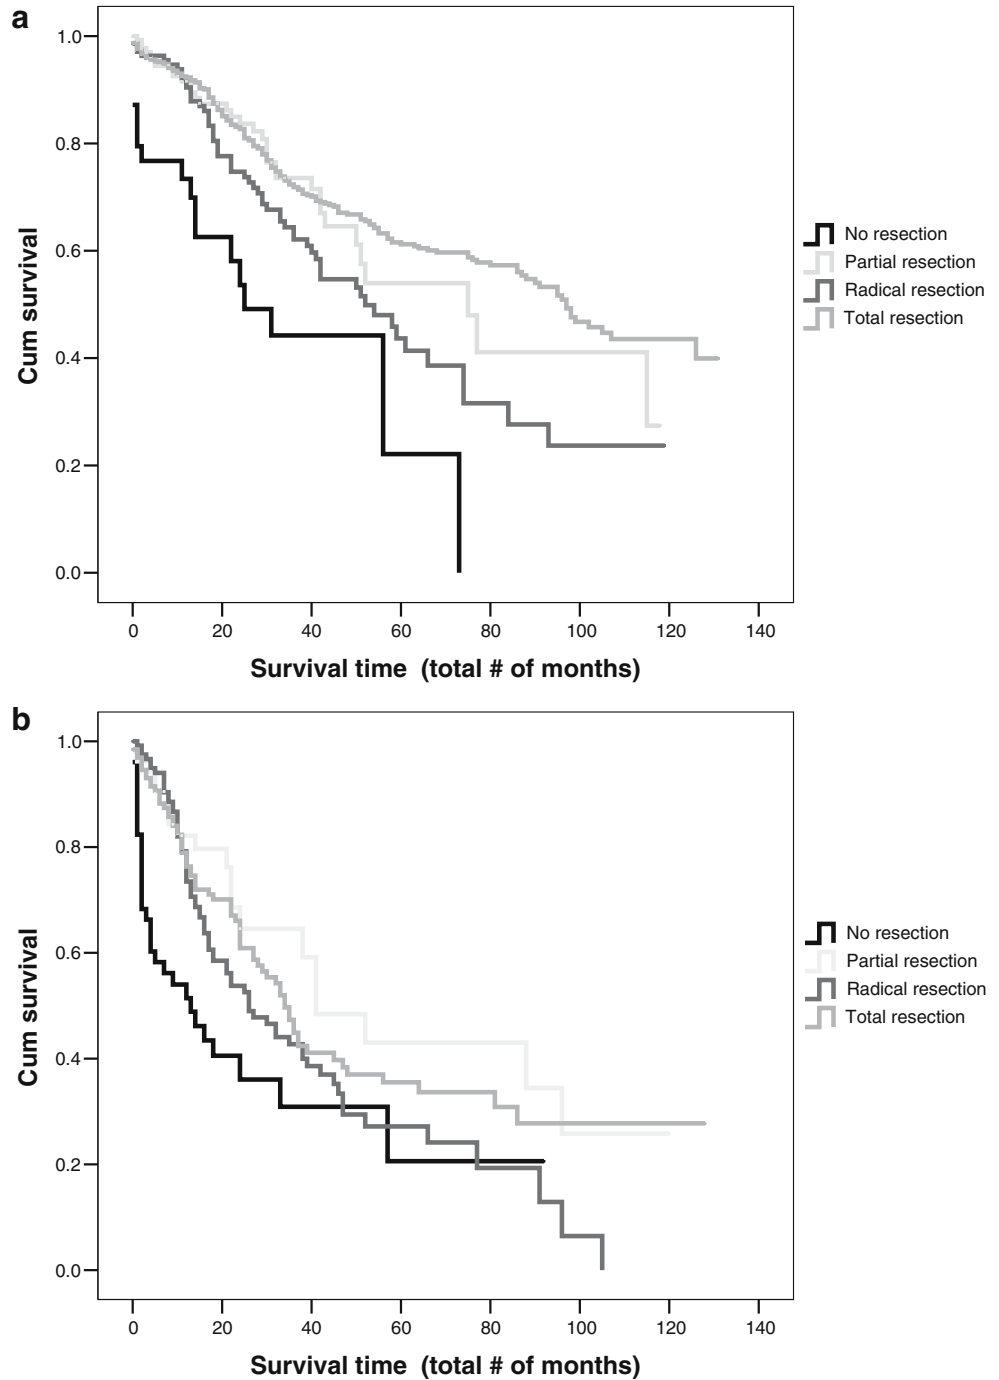 a
1.0
0.8
0.6
0.4
0.2
0.0
Cum survival
0 20 40 60 80 100 120 140
Survival time (total # of months)
No resection
Partial resection
Radical resection
Total resection
b
1.0
0.8
0.6
0.4
0.2
0.0
Cum survival
0 20 40 60 80 100 120 140
Survival time (total # of months)
No resection
Partial resection
Radical resection
Total resection